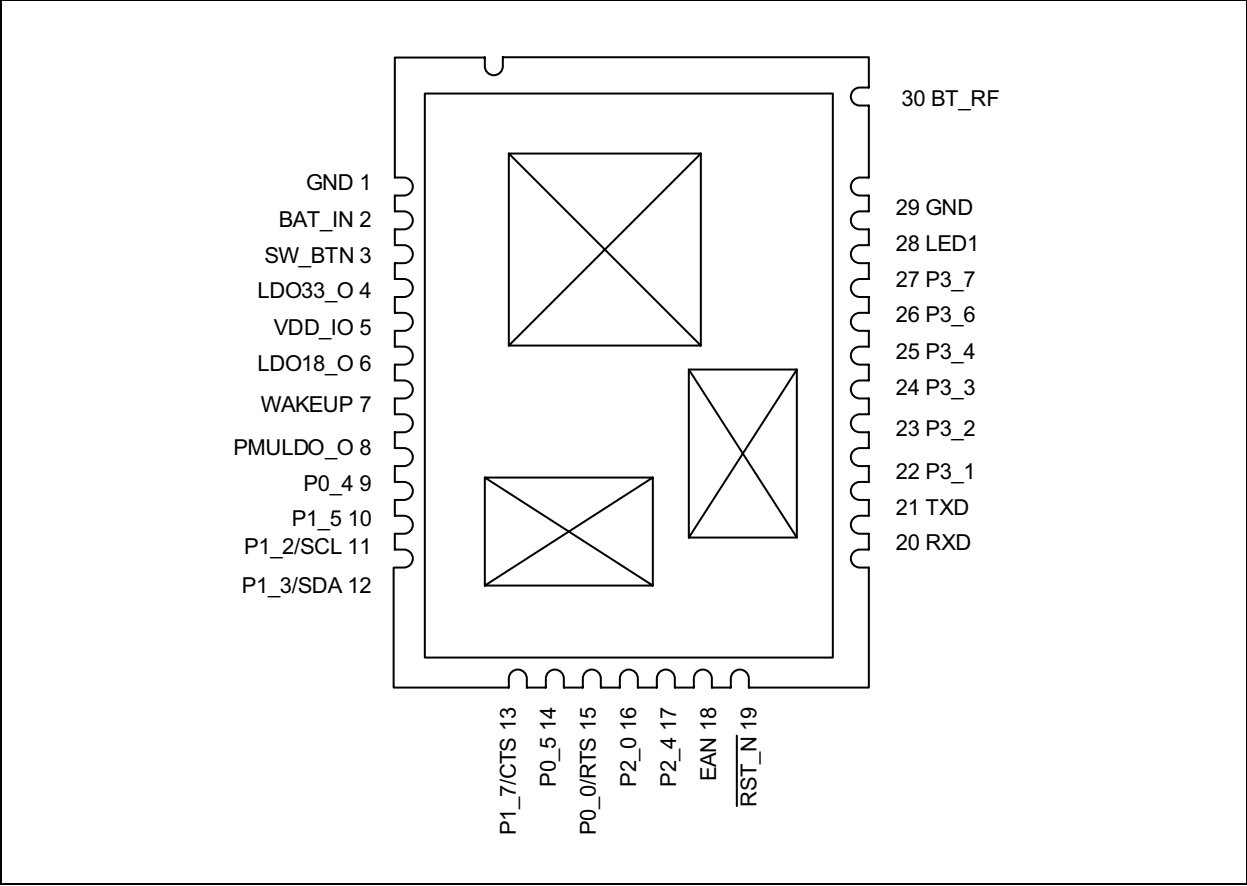 30 BT_RF
GND 1
BAT_IN 2
SW_BTN 3
LDO33_O 4
VDD_IO 5
LDO18_O 6
WAKEUP 7
PMULDO_O 8
P0_4 9
P1_5 10
P1_2/SCL 11
P1_3/SDA 12
29 GND
28 LED1
27 P3_7
26 P3_6
25 P3_4
24 P3_3
23 P3_2
22 P3_1
21 TXD
20 RXD
P1_7/CTS 13
P0_5 14
P0_0/RTS 15
P2_0 16
P2_4 17
EAN 18
RST_N 19